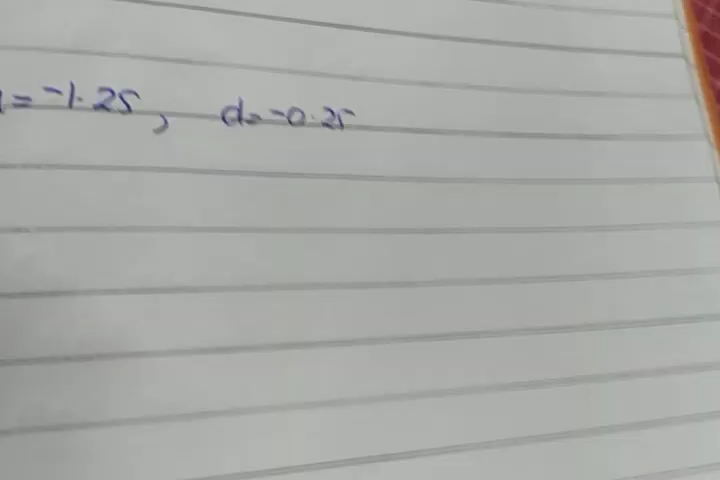 = -1.25, d= -0.25